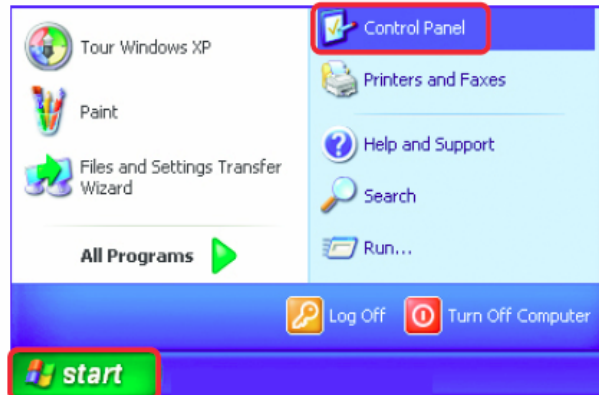 Tour Windows XP
Paint
Files and Settings Transfer
Wizard
All Programs
Control Panel
Printers and Faxes
Help and Support
Search
Run...
Log Off
Turn Off Computer
start